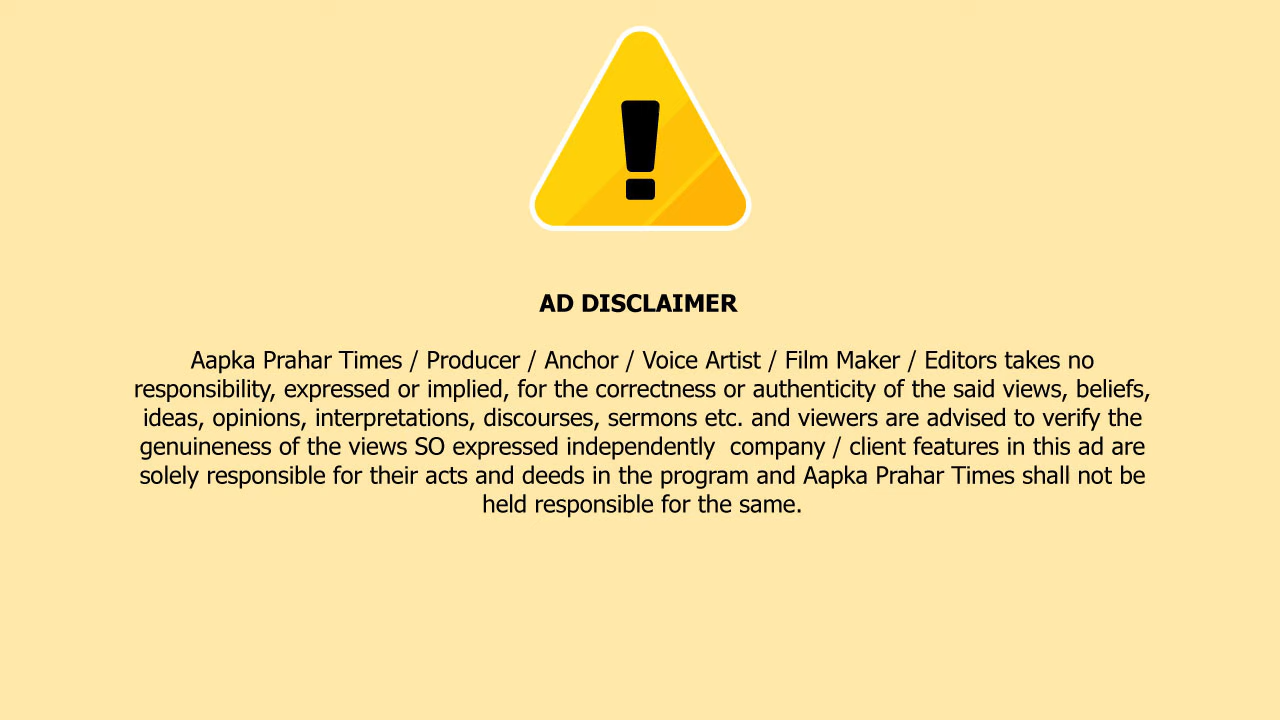 AD DISCLAIMER
Aapka Prahar Times / Producer / Anchor / Voice Artist / Film Maker / Editors takes no
responsibility, expressed or implied, for the correctness or authenticity of the said views, beliefs,
ideas, opinions, interpretations, discourses, sermons etc. and viewers are advised to verify the
genuineness of the views SO expressed independently  company / client features in this ad are
solely responsible for their acts and deeds in the program and Aapka Prahar Times shall not be
held responsible for the same.